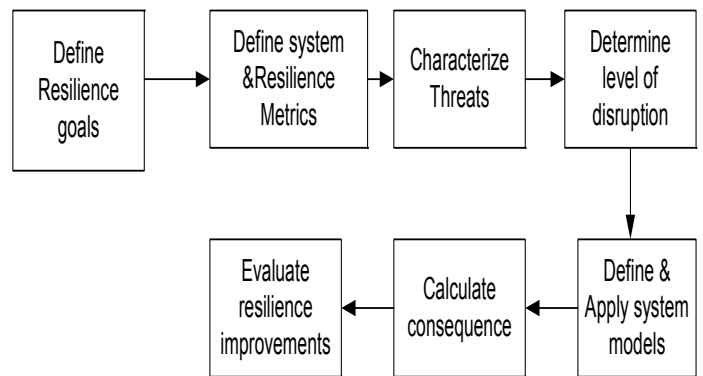 Define
Resilience
goals
Define system
&Resilience
Metrics
Characterize
Threats
Determine
level of
disruption
Define &
Apply system
models
Calculate
consequence
Evaluate
resilience
improvements